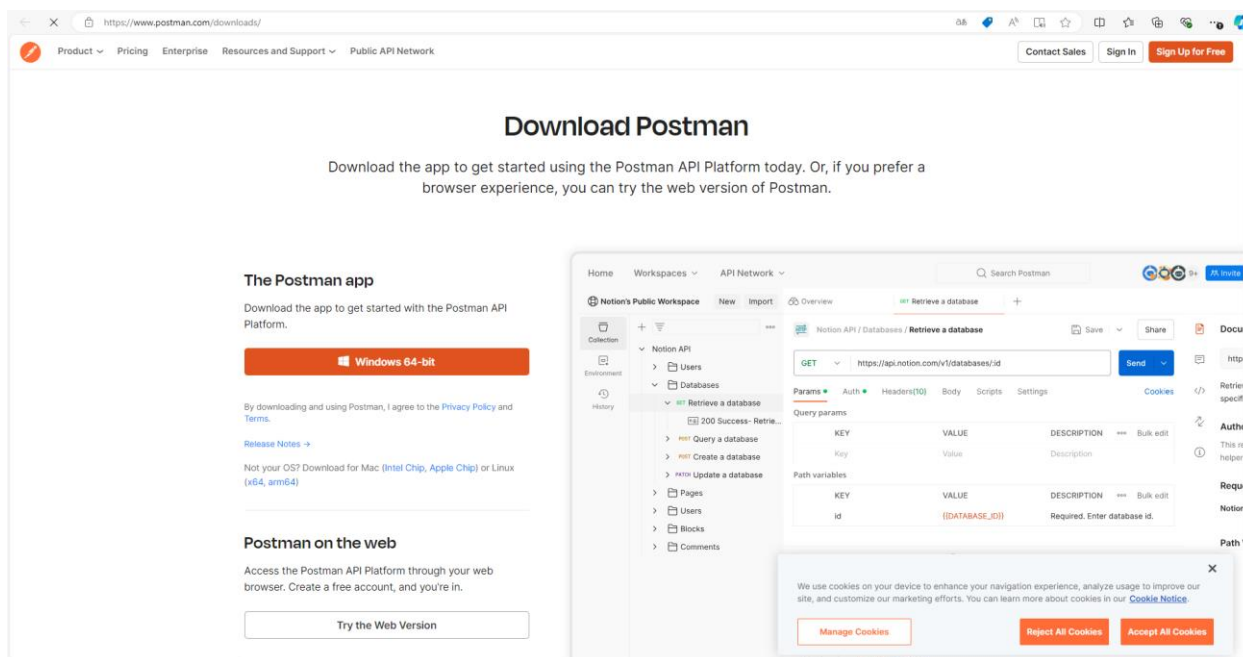 https://www.postman.com/downloads/
Product Pricing Enterprise Resources and Support Public API Network
Contact Sales Sign In Sign Up for Free
Download Postman
Download the app to get started using the Postman API Platform today. Or, if you prefer a
browser experience, you can try the web version of Postman.
The Postman app
Download the app to get started with the Postman API
Platform.
Windows 64-bit
By downloading and using Postman, I agree to the Privacy Policy and
Terms.
Release Notes →
Not your OS? Download for Mac (Intel Chip, Apple Chip) or Linux
(x64, arm64)
Postman on the web
Access the Postman API Platform through your web
browser. Create a free account, and you're in.
Try the Web Version
Home Workspaces API Network Search Postman 9+ Invite
Notion's Public Workspace New Import Overview GET Retrieve a database
Collection
Environment
History
Notion API
Users
Databases
GET Retrieve a database
200 Success- Retrie...
POST Query a database
POST Create a database
PATCH Update a database
Pages
Users
Blocks
Comments
Notion API / Databases / Retrieve a database Save Share
GET https://api.notion.com/v1/databases/:id Send
Params Auth Headers(10) Body Scripts Settings Cookies
Query params
KEY VALUE DESCRIPTION Bulk edit
Key Value Description
Path variables
KEY VALUE DESCRIPTION Bulk edit
id {{DATABASE_ID}} Required. Enter database id.
Docu
http
Retrie
specif
Autho
This re
helper
Reque
Notion
Path
We use cookies on your device to enhance your navigation experience, analyze usage to improve our
site, and customize our marketing efforts. You can learn more about cookies in our Cookie Notice.
Manage Cookies Reject All Cookies Accept All Cookies